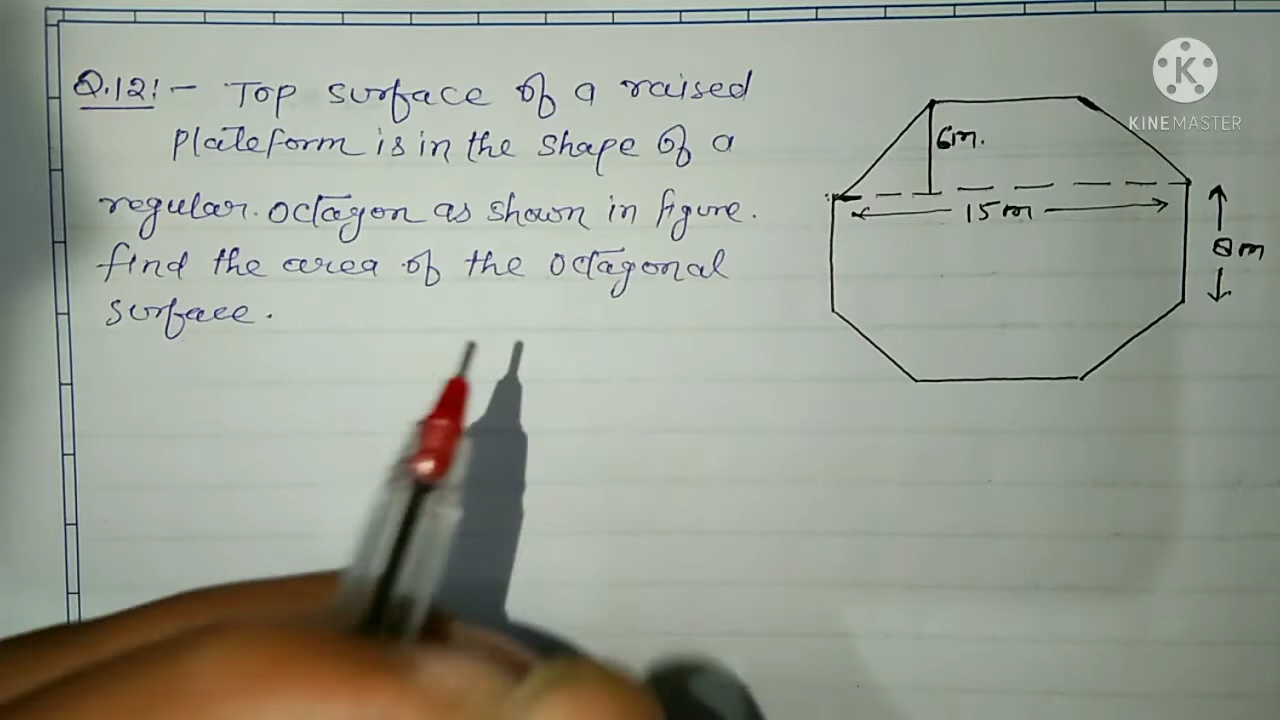 Q.12:- Top surface of a raised
plateform is in the shape of a
regular. octagon as shown in figure.
find the area of the octagonal
surface.
6m.
15m
8m
K
KINEMASTER